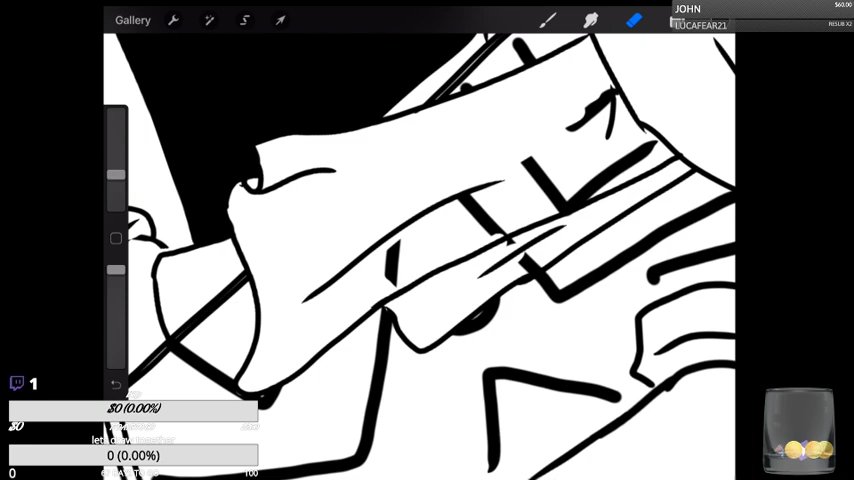 Gallery
JOHN
$60.00
LUCAFEAR21
RESUB X2
1
$0 (0.00%)
$0
lets draw together
0 (0.00%)
0
100